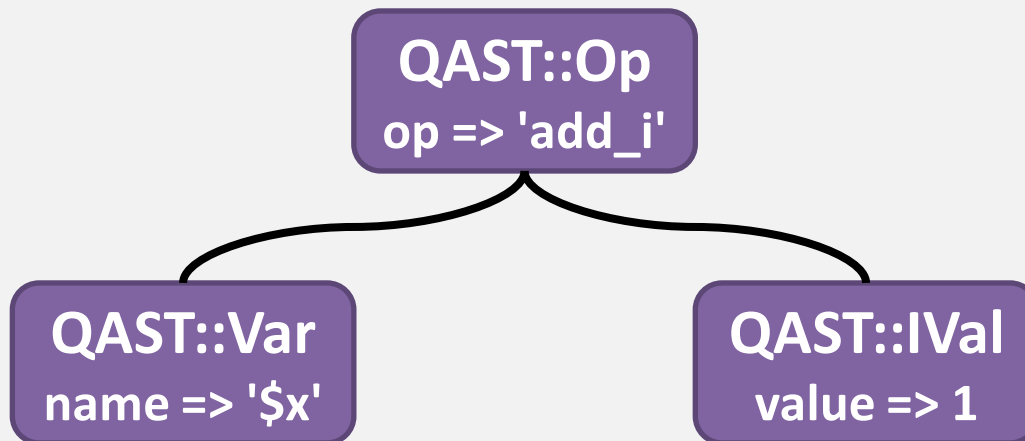 QAST::Op
op => 'add_i'
QAST::Var
name => '$x'
QAST::IVal
value => 1